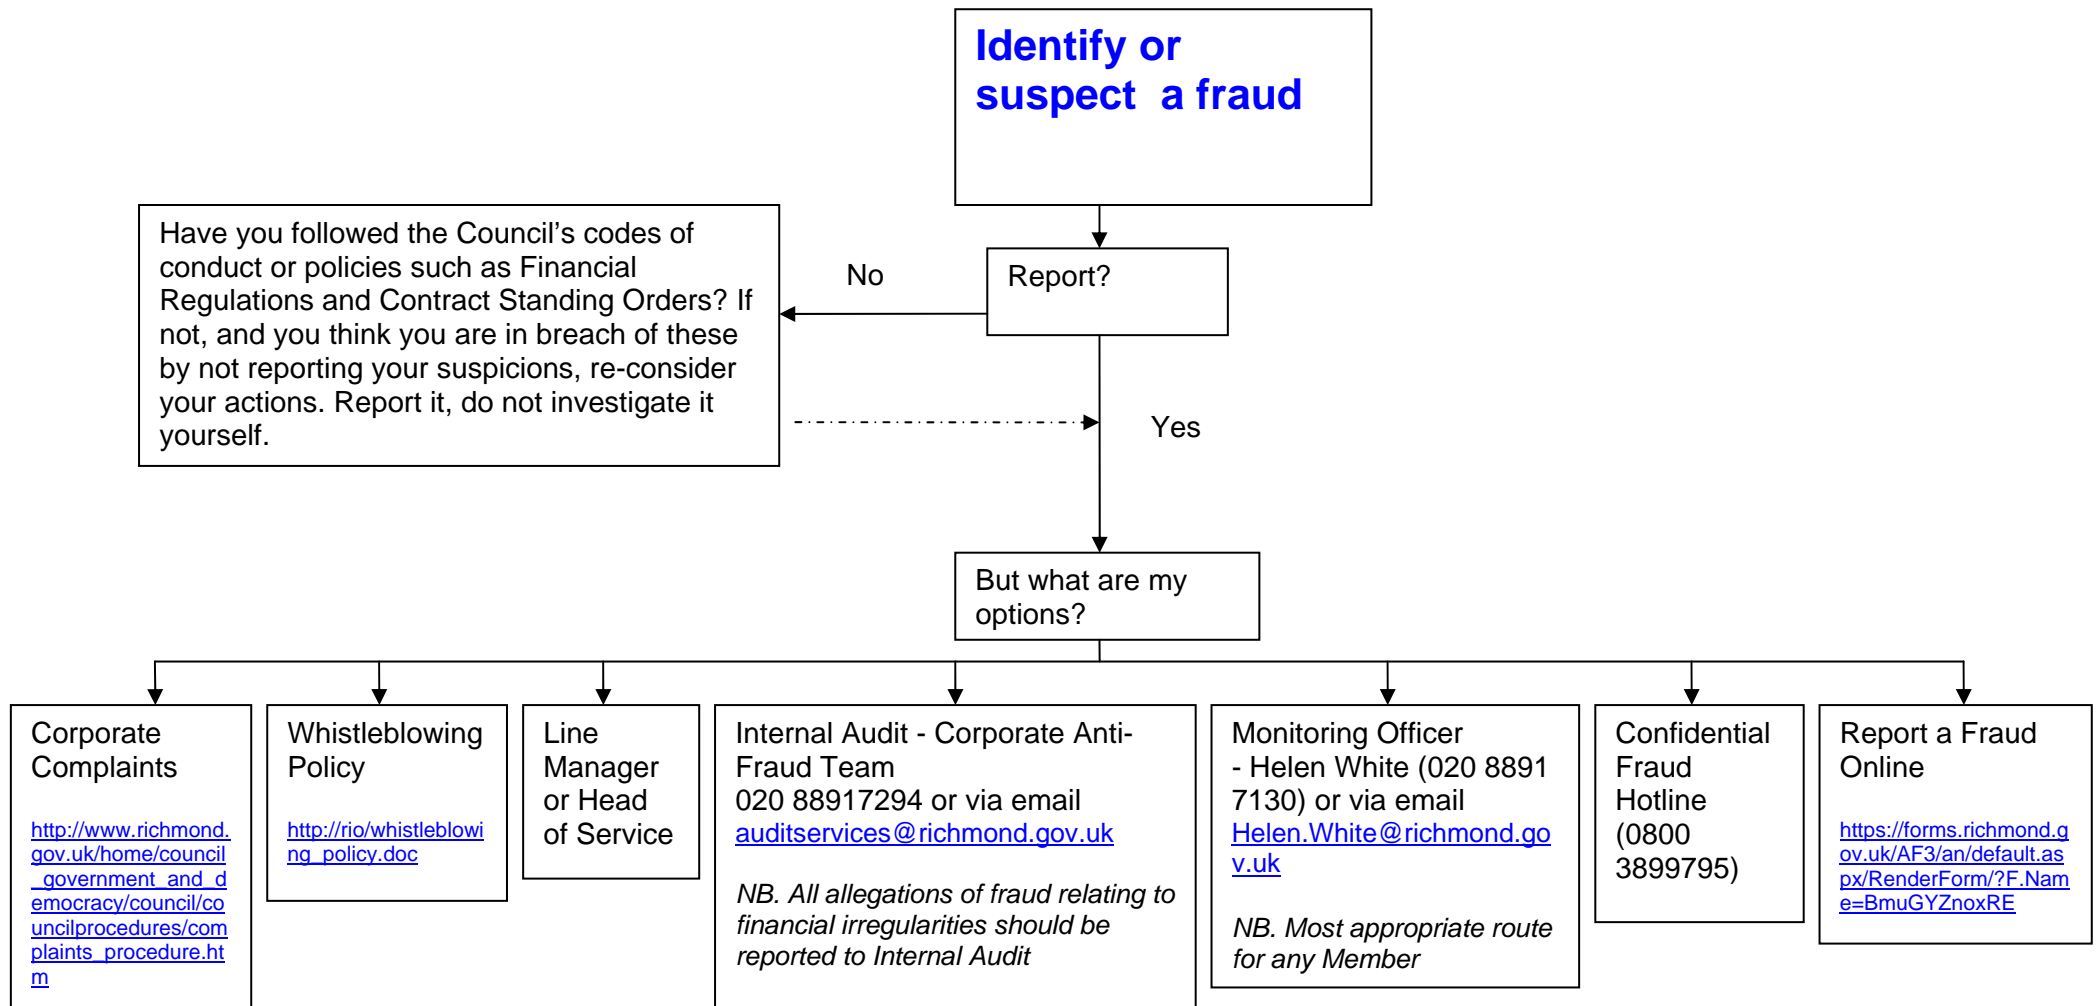 Identify or
suspect  a fraud
Have you followed the Council's codes of
conduct or policies such as Financial
Regulations and Contract Standing Orders? If
not, and you think you are in breach of these
by not reporting your suspicions, re-consider
your actions. Report it, do not investigate it
yourself.
No
Report?
Yes
But what are my
options?
Corporate
Complaints
http://www.richmond.
gov.uk/home/council
_government_and_d
emocracy/council/co
uncilprocedures/com
plaints_procedure.ht
m
Whistleblowing
Policy
http://rio/whistleblowi
ng_policy.doc
Line
Manager
or Head
of Service
Internal Audit - Corporate Anti-
Fraud Team
020 88917294 or via email
auditservices@richmond.gov.uk
NB. All allegations of fraud relating to
financial irregularities should be
reported to Internal Audit
Monitoring Officer
- Helen White (020 8891
7130) or via email
Helen.White@richmond.go
v.uk
NB. Most appropriate route
for any Member
Confidential
Fraud
Hotline
(0800
3899795)
Report a Fraud
Online
https://forms.richmond.g
ov.uk/AF3/an/default.as
px/RenderForm/?F.Nam
e=BmuGYZnoxRE